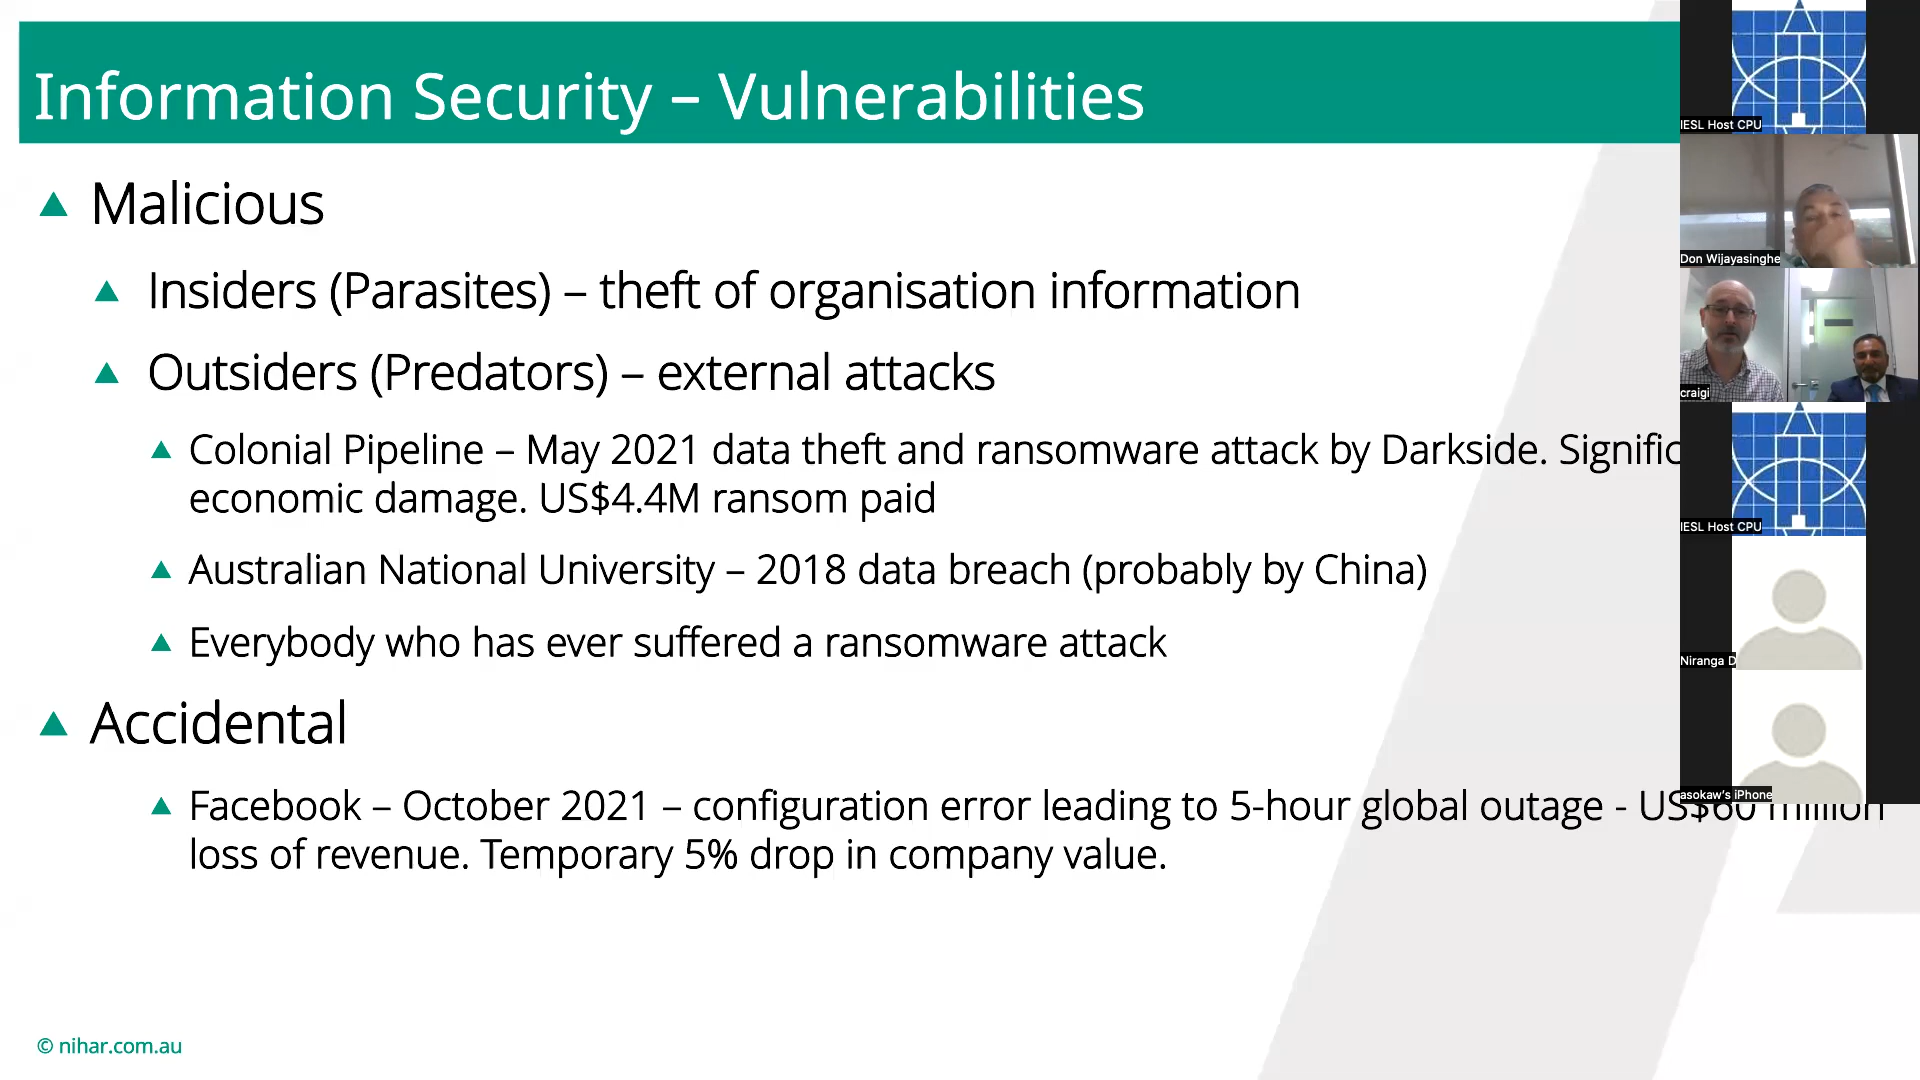 Information Security – Vulnerabilities
Malicious
Insiders (Parasites) – theft of organisation information
Outsiders (Predators) – external attacks
Colonial Pipeline – May 2021 data theft and ransomware attack by Darkside.
economic damage. US$4.4M ransom paid
Australian National University – 2018 data breach (probably by China)
Everybody who has ever suffered a ransomware attack
Accidental
Facebook – October 2021 – configuration error leading to 5-hour global outage - US$60 million
loss of revenue. Temporary 5% drop in company value.
© nihar.com.au
IESL Host CPU
Don Wijayasinghe
craigi
IESL Host CPU
Niranga D
asokaw's iPhone